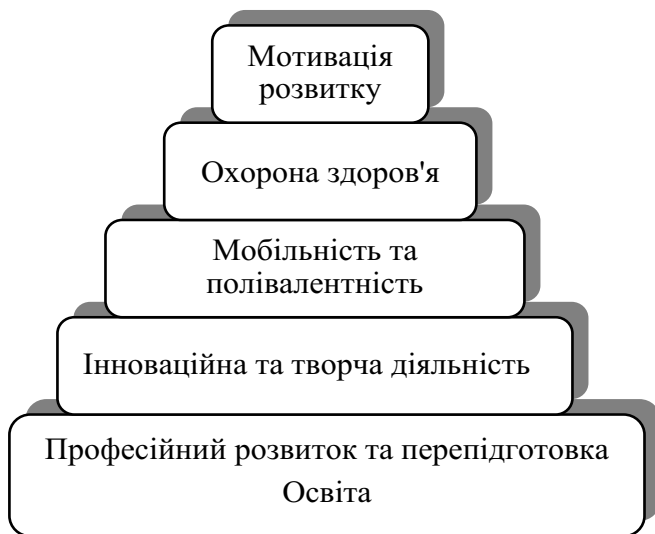 Мотивація
розвитку
Охорона здоров'я
Мобільність та
полівалентність
Інноваційна та творча діяльність
Професійний розвиток та перепідготовка
Освіта